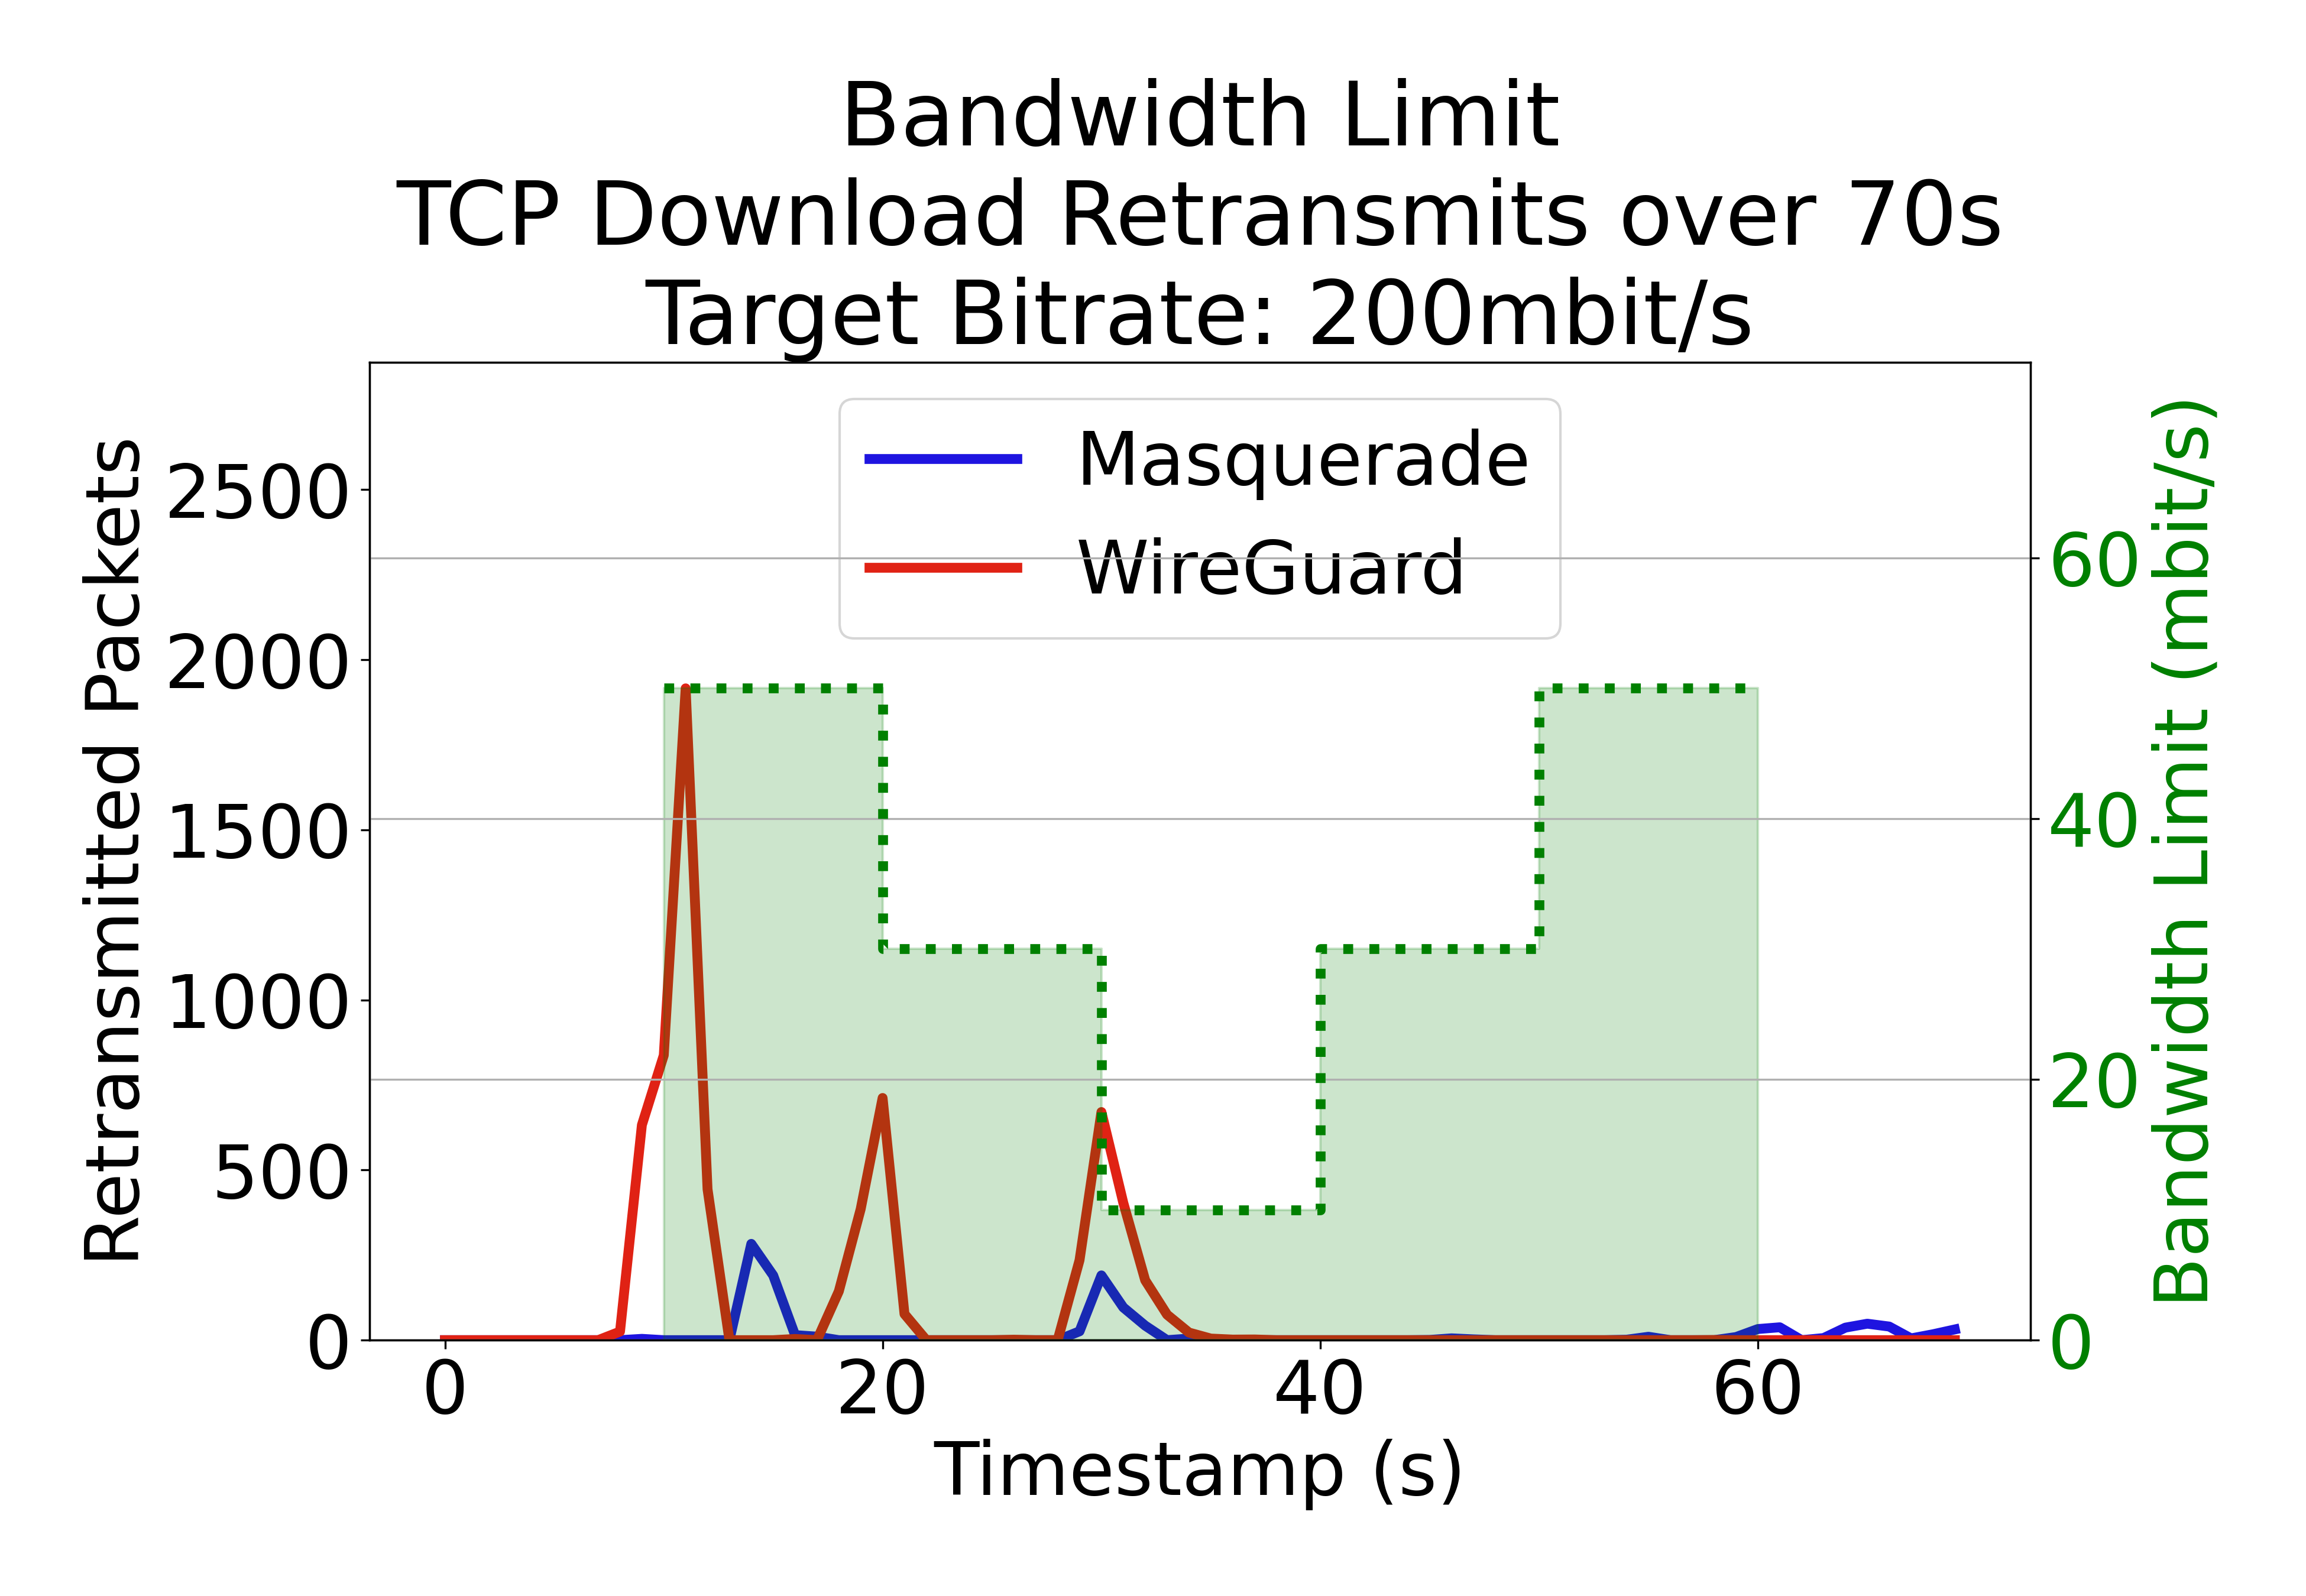 Bandwidth Limit
TCP Download Retransmits over 70s
Target Bitrate: 200mbit/s
Masquerade
WireGuard
Retransmitted Packets
2500
2000
1500
1000
500
0
Bandwidth Limit (mbit/s)
60
40
20
0
0 20 40 60
Timestamp (s)